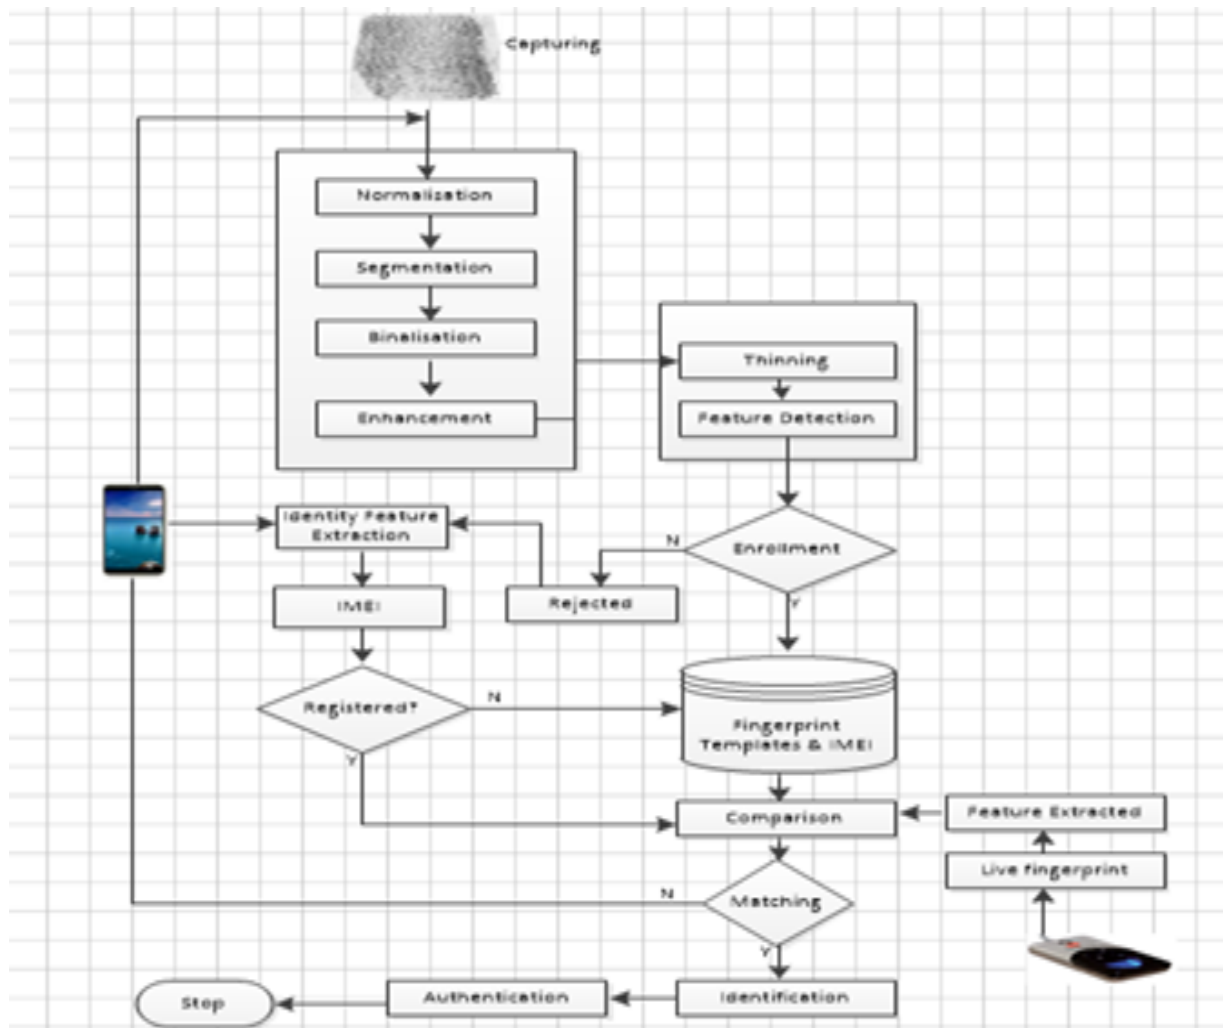 Capturing
Normalisation
Segmentation
Binalisation
Enhancement
Thinning
Feature Detection
Identity Feature
Extraction
N
Enrollment
IMEI
Rejected
Y
Registered?
N
Fingerprint
Templates & IMEI
Y
Comparison
Feature Extracted
Live fingerprint
N
Matching
Y
Stop
Authentication
Identification